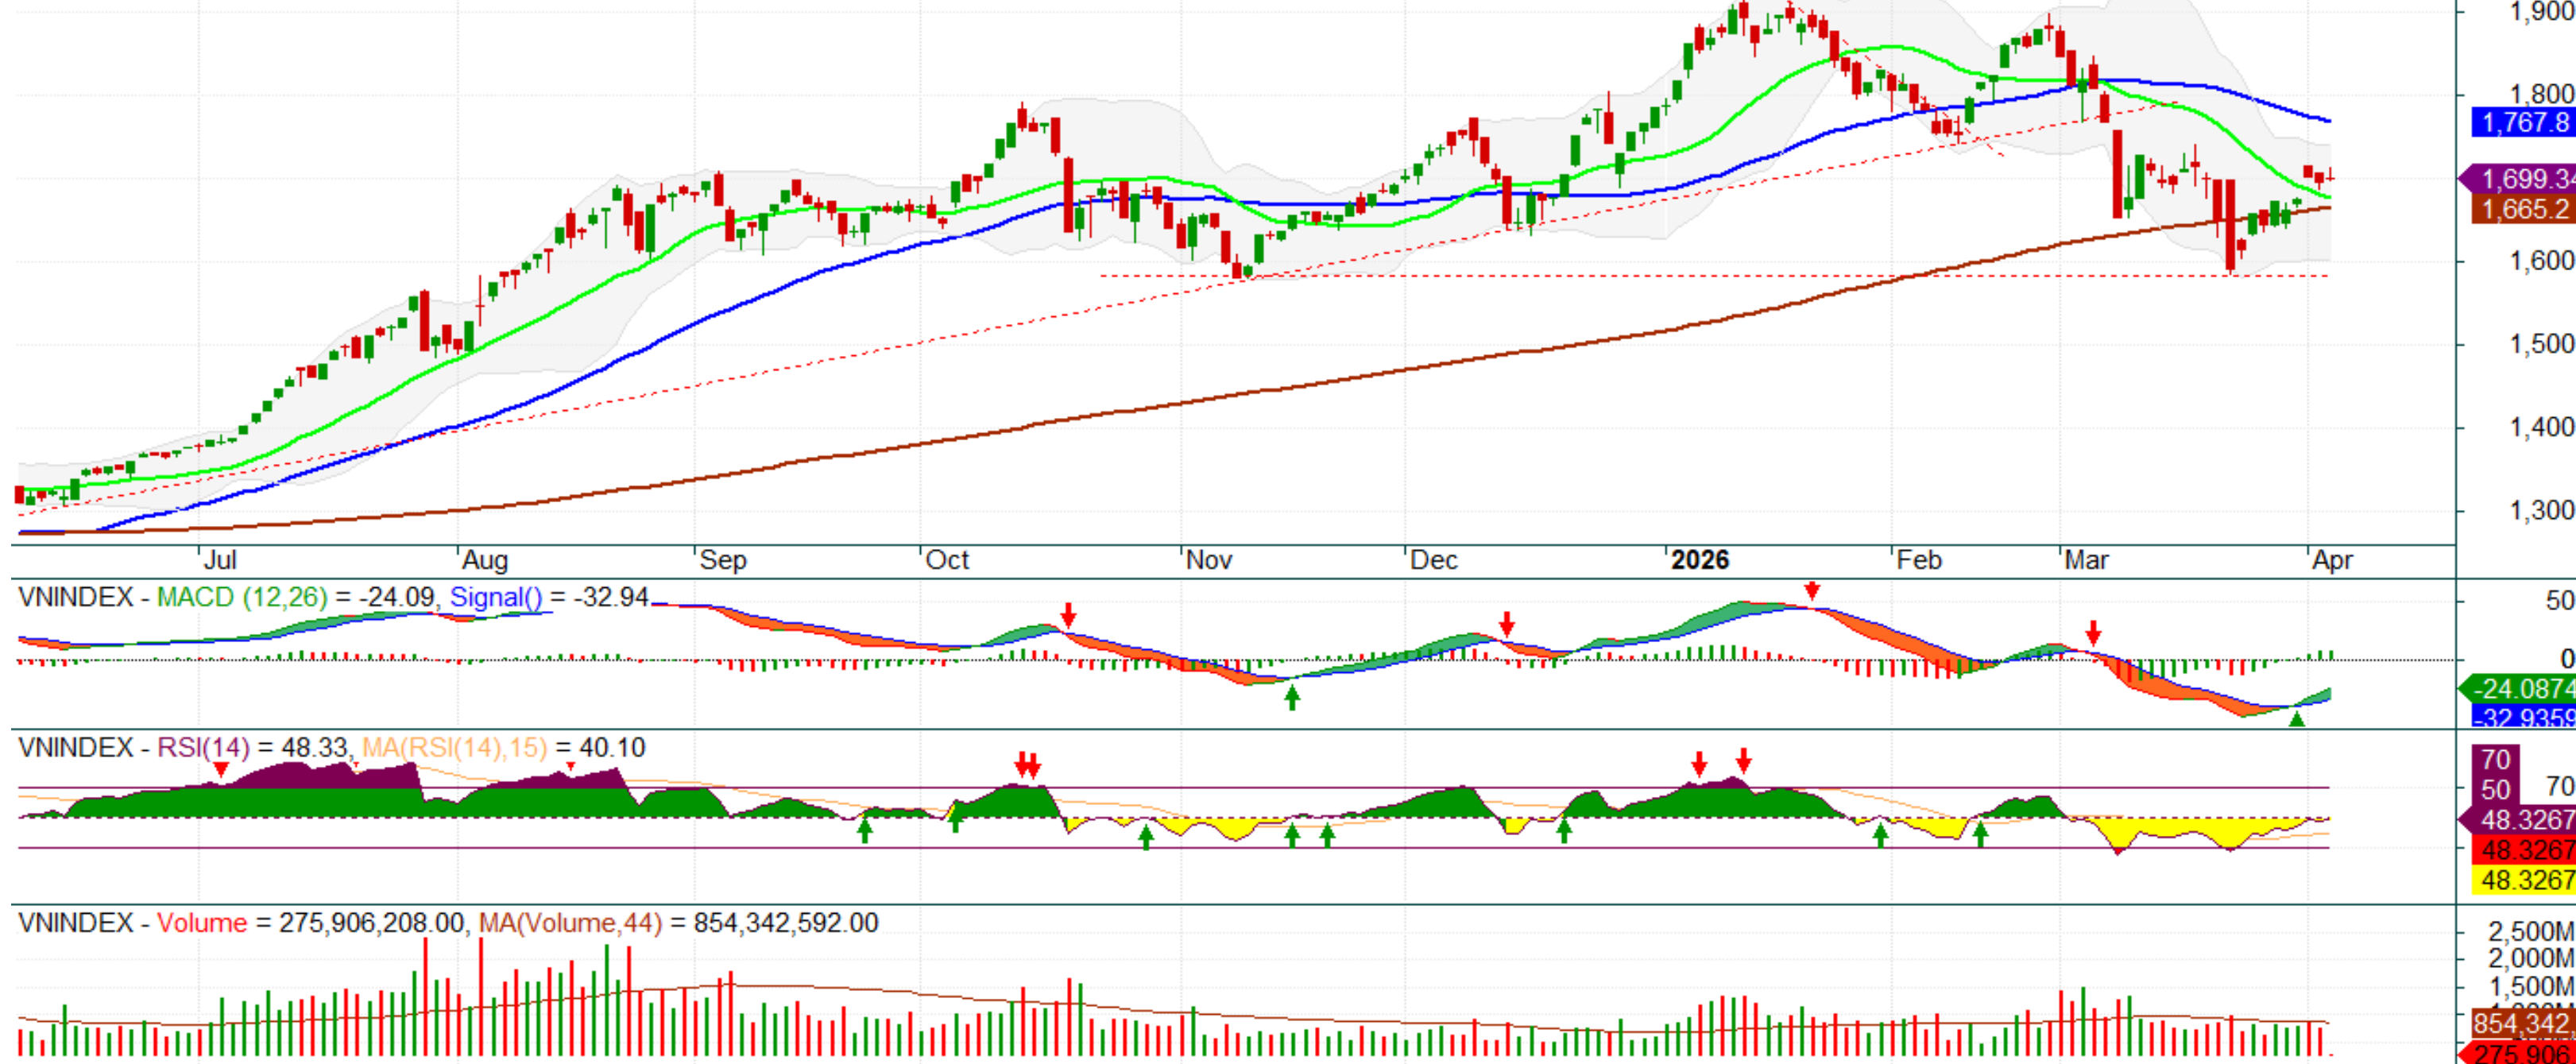 1,900
1,800
1,767.8
1,699.34
1,665.2
1,600
1,500
1,400
1,300
Jul Aug Sep Oct Nov Dec 2026 Feb Mar Apr
VNINDEX - MACD (12,26) = -24.09, Signal() = -32.94
50
0
-24.0874
-32.9359
VNINDEX - RSI(14) = 48.33, MA(RSI(14),15) = 40.10
70
50 70
48.3267
48.3267
48.3267
VNINDEX - Volume = 275,906,208.00, MA(Volume,44) = 854,342,592.00
2,500M
2,000M
1,500M
854,342,
275,906